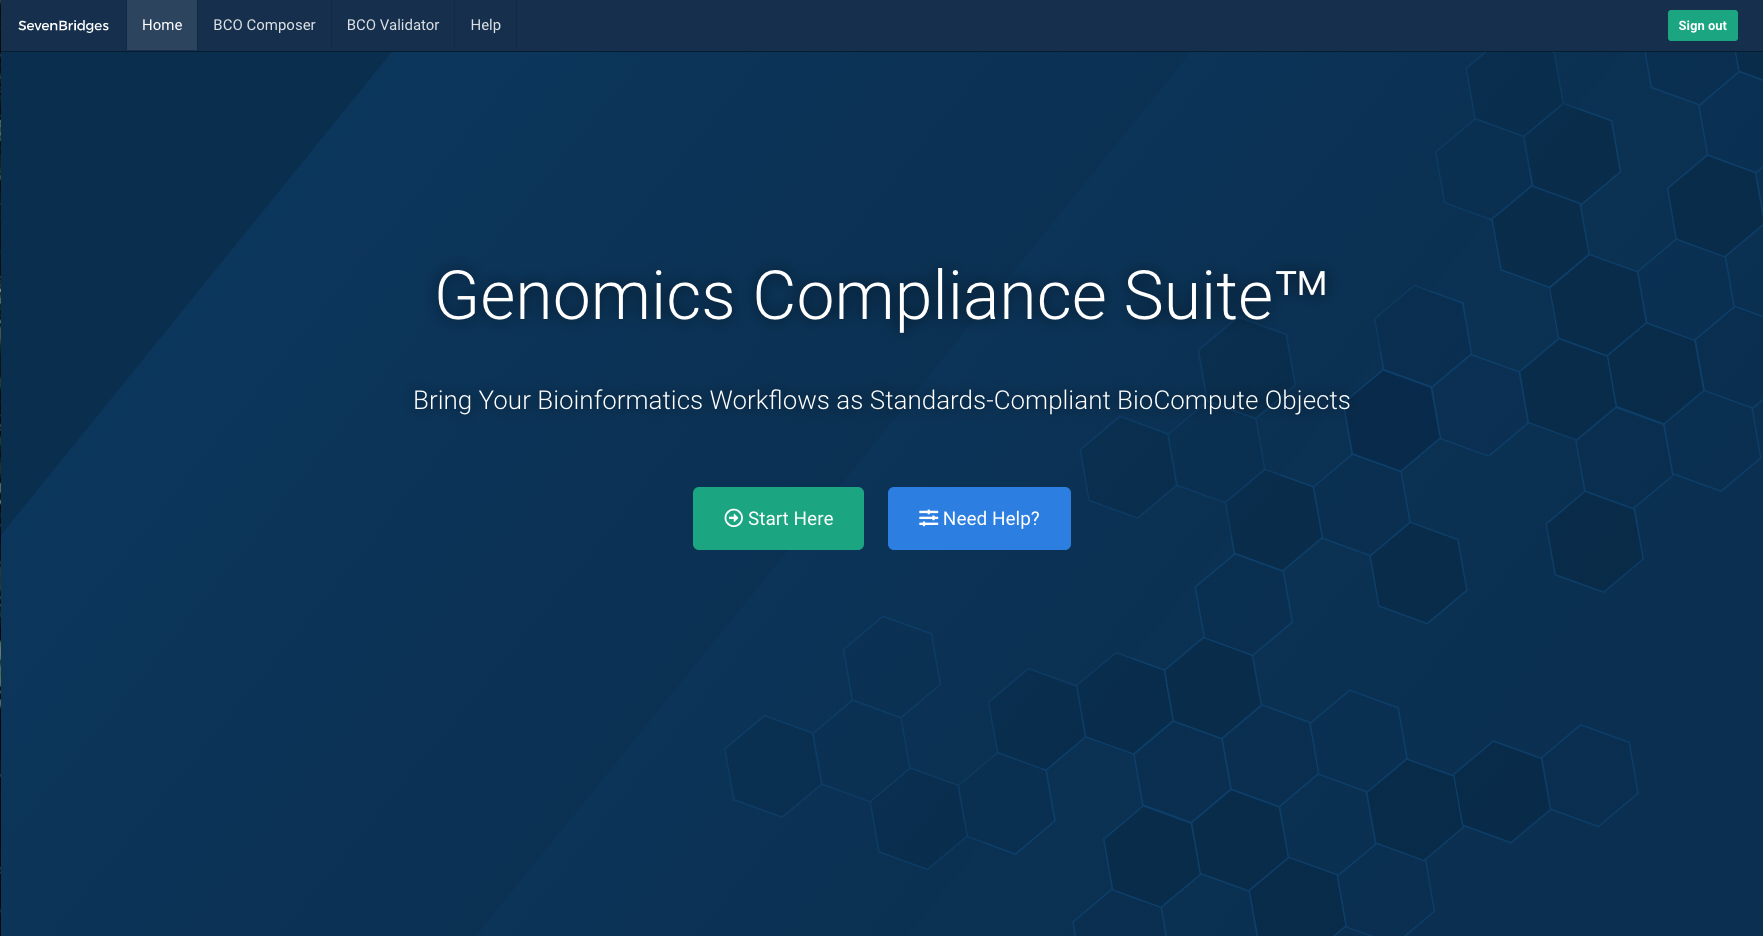 SevenBridges Home BCO Composer BCO Validator Help Sign out
Genomics Compliance Suite™
Bring Your Bioinformatics Workflows as Standards-Compliant BioCompute Objects
Start Here Need Help?